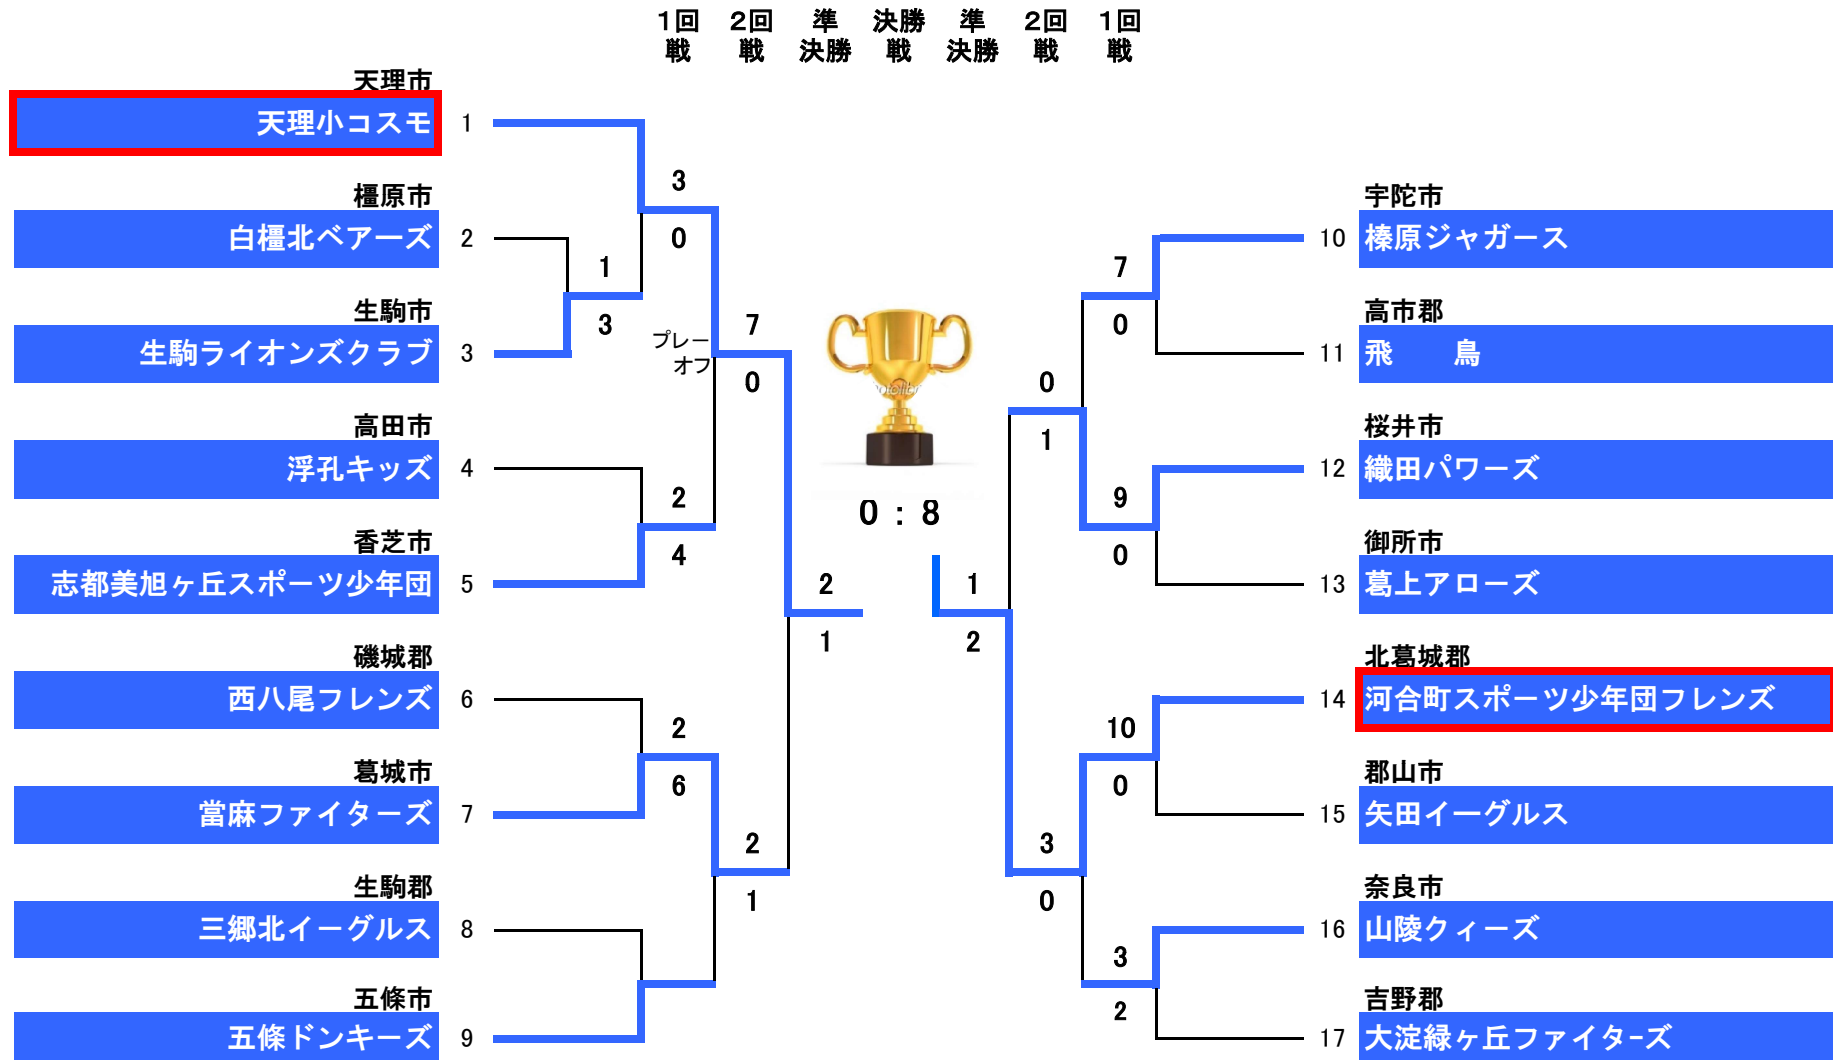 1回戦 2回戦 準決勝 決勝戦 準決勝 2回戦 1回戦
天理市
天理小コスモ 1
3
橿原市
白橿北ベアーズ 2
0
1
生駒市
生駒ライオンズクラブ 3
3
プレーオフ
7
0
高田市
浮孔キッズ 4
2
香芝市
志都美旭ヶ丘スポーツ少年団 5
4
2
1
磯城郡
西八尾フレンズ 6
2
葛城市
當麻ファイターズ 7
6
2
生駒郡
三郷北イーグルス 8
1
五條市
五條ドンキーズ 9
0 : 8
宇陀市
10 榛原ジャガース
7
高市郡
0
11 飛 鳥
0
桜井市
1
12 織田パワーズ
9
御所市
0
13 葛上アローズ
1
2
北葛城郡
14 河合町スポーツ少年団フレンズ
10
郡山市
0
15 矢田イーグルス
3
奈良市
0
16 山陵クィーズ
3
吉野郡
2
17 大淀緑ヶ丘ファイターズ